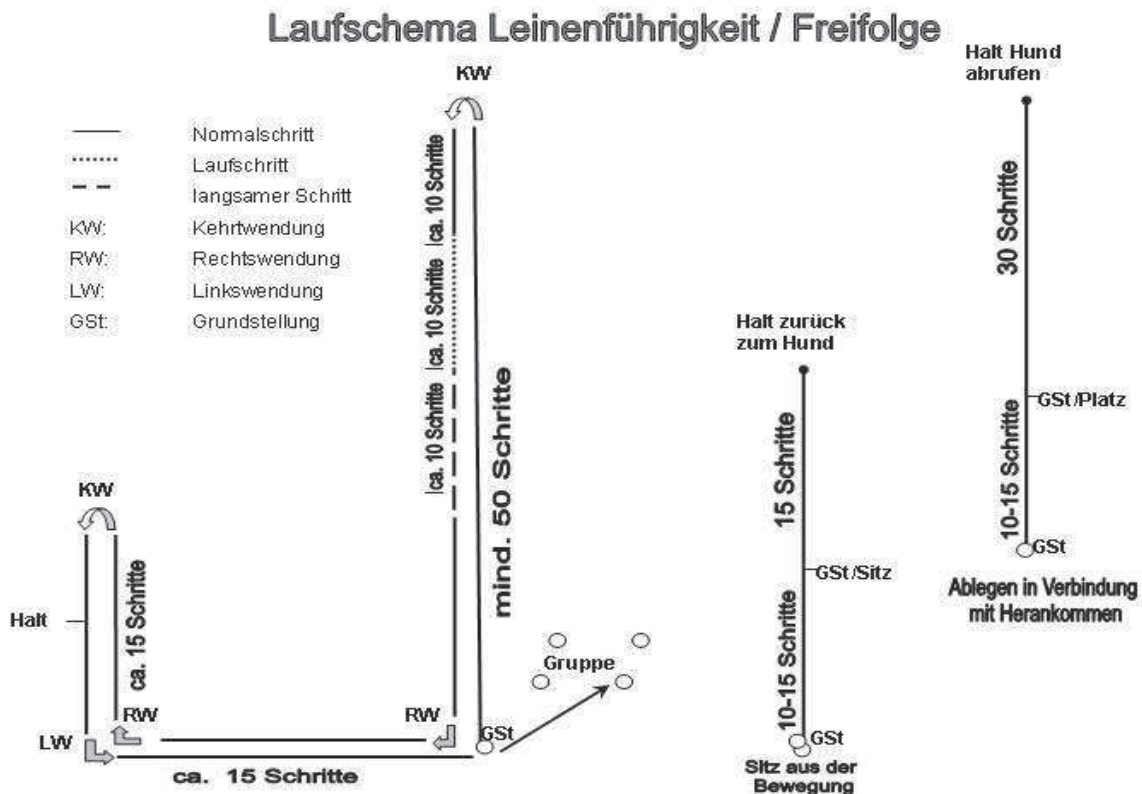 Laufschema Leinenführigkeit / Freifolge
Normalschritt
Laufschritt
langsamer Schritt
KW: Kehrtwendung
RW: Rechtswendung
LW: Linkswendung
GSt: Grundstellung
KW
ca. 10 Schritte
ca. 10 Schritte
ca. 10 Schritte
mind. 50 Schritte
KW
Halt
ca. 15 Schritte
RW
LW
ca. 15 Schritte
RW
GSt
Gruppe
Halt zurück
zum Hund
15 Schritte
GSt/Sitz
10-15 Schritte
GSt
Sitz aus der
Bewegung
Halt Hund
abrufen
30 Schritte
GSt/Platz
10-15 Schritte
GSt
Ablegen in Verbindung
mit Herankommen